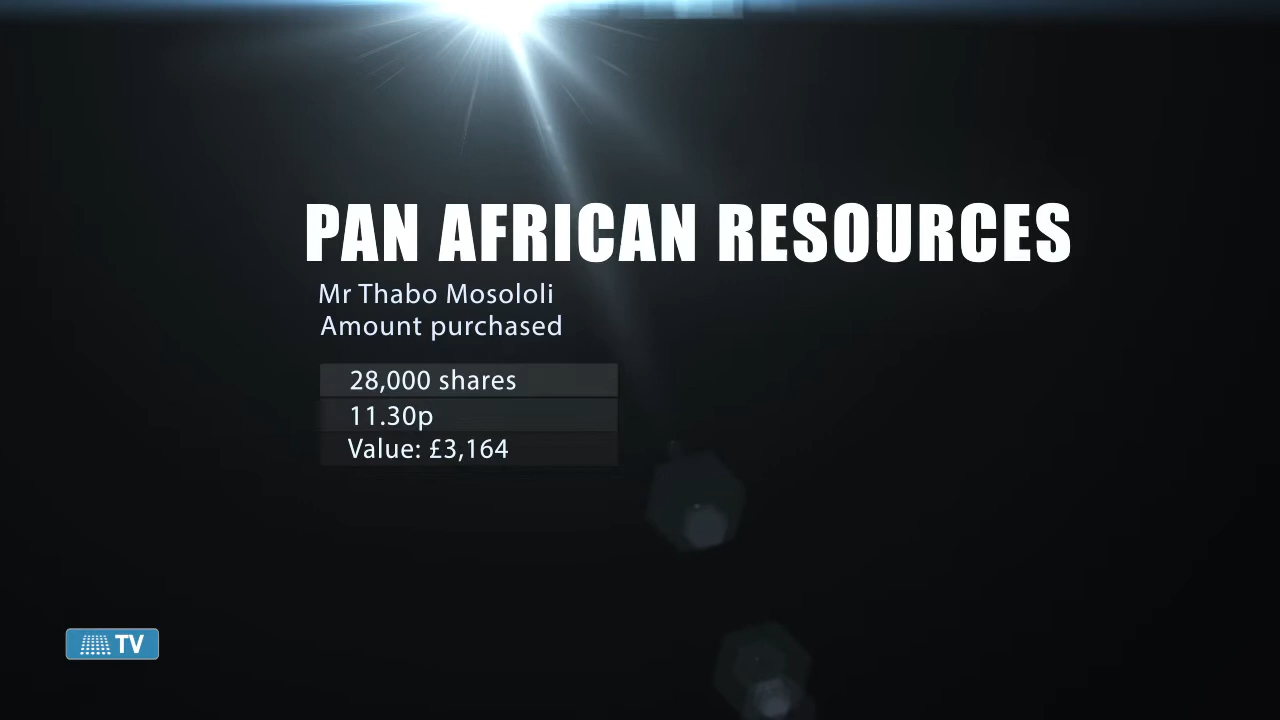 PAN AFRICAN RESOURCES
Mr Thabo Mosololi
Amount purchased
28,000 shares
11.30p
Value: £3,164
TV